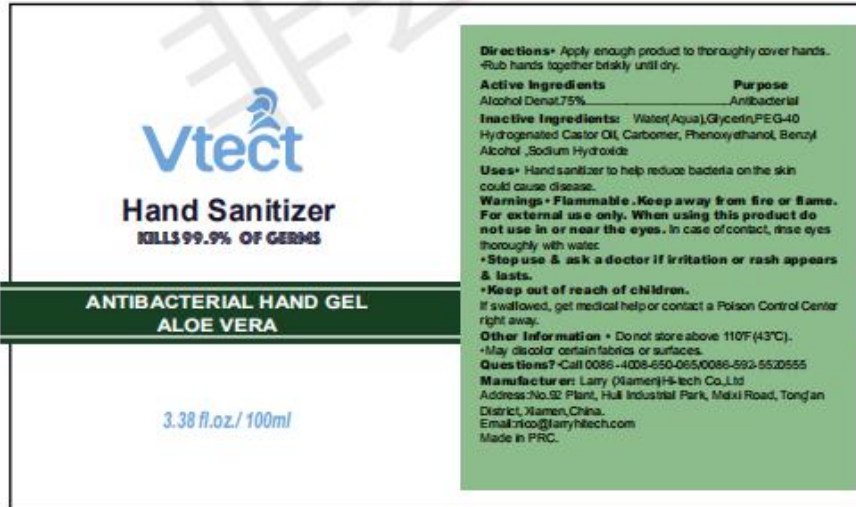 Vtect
Hand Sanitizer
KILLS 99.9% OF GERMS
ANTIBACTERIAL HAND GEL
ALOE VERA
3.38 fl.oz./ 100ml
Directions• Apply enough product to thoroughly cover hands.
•Rub hands together briskly until dry.
Active Ingredients Purpose
Alcohol Denat.75% Antibacterial
Inactive Ingredients: Water(Aqua),Glycerin,PEG-40
Hydrogenated Castor Oil, Carbomer, Phenoxyethanol, Benzyl
Alcohol ,Sodium Hydroxide
Uses• Hand sanitizer to help reduce bacteria on the skin
could cause disease.
Warnings• Flammable .Keep away from fire or flame.
For external use only. When using this product do
not use in or near the eyes. In case of contact, rinse eyes
thoroughly with water.
•Stop use & ask a doctor if irritation or rash appears
& lasts.
•Keep out of reach of children.
If swallowed, get medical help or contact a Poison Control Center
right away.
Other Information • Do not store above 110°F(43°C).
•May discolor certain fabrics or surfaces.
Questions?•Call 0086-4008-650-065/0086-592-5520555
Manufacturer: Larry (Xiamen)Hi-tech Co.,Ltd
Address:No.92 Plant, Huli Industrial Park, Meixi Road, Tong'an
District,Xiamen,China.
Email:nico@larryhitech.com
Made in PRC.